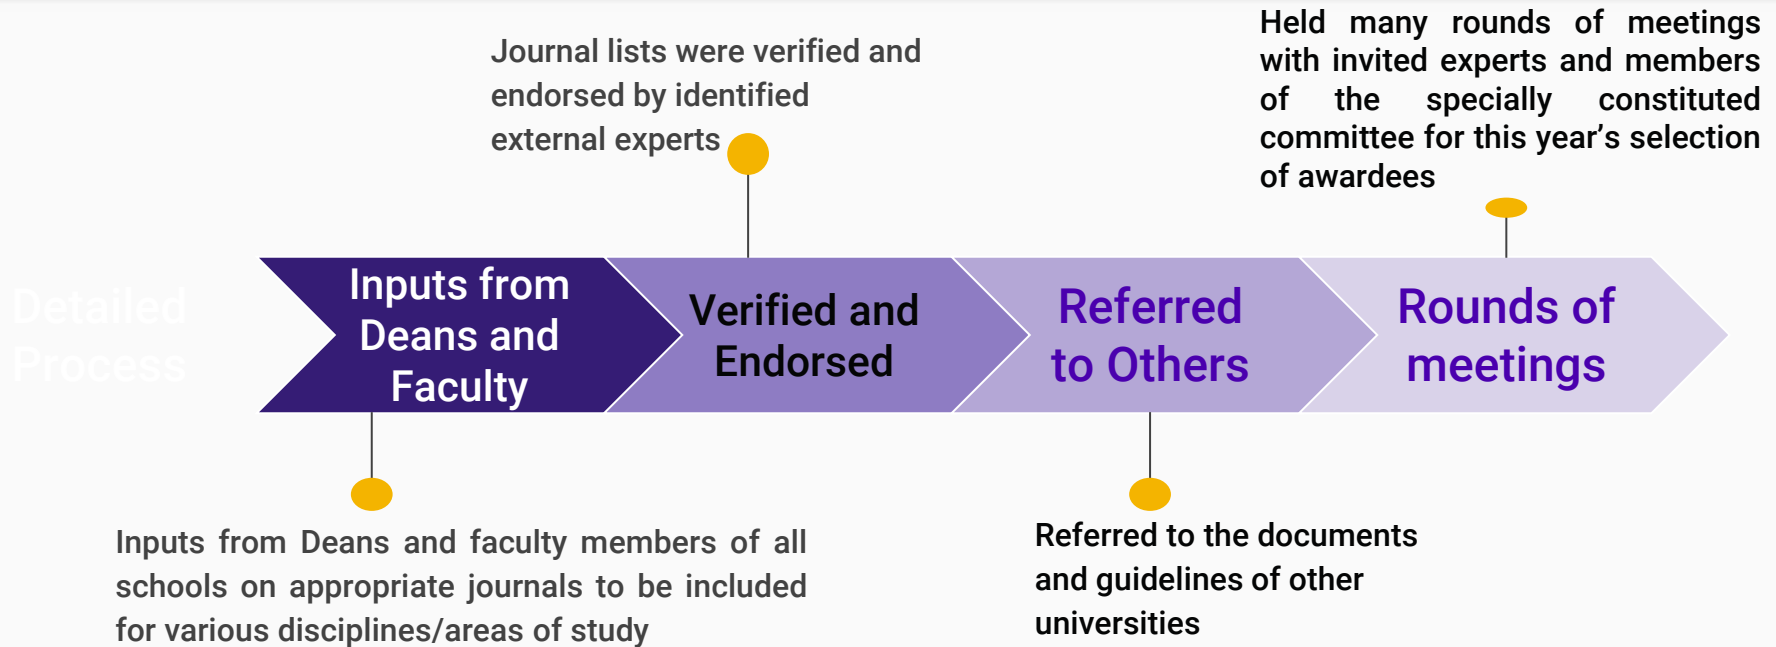 Journal lists were verified and
endorsed by identified
external experts
Held many rounds of meetings
with invited experts and members
of the specially constituted
committee for this year’s selection
of awardees
Detailed
Process
Inputs from
Deans and
Faculty
Verified and
Endorsed
Referred
to Others
Rounds of
meetings
Inputs from Deans and faculty members of all
schools on appropriate journals to be included
for various disciplines/areas of study
Referred to the documents
and guidelines of other
universities